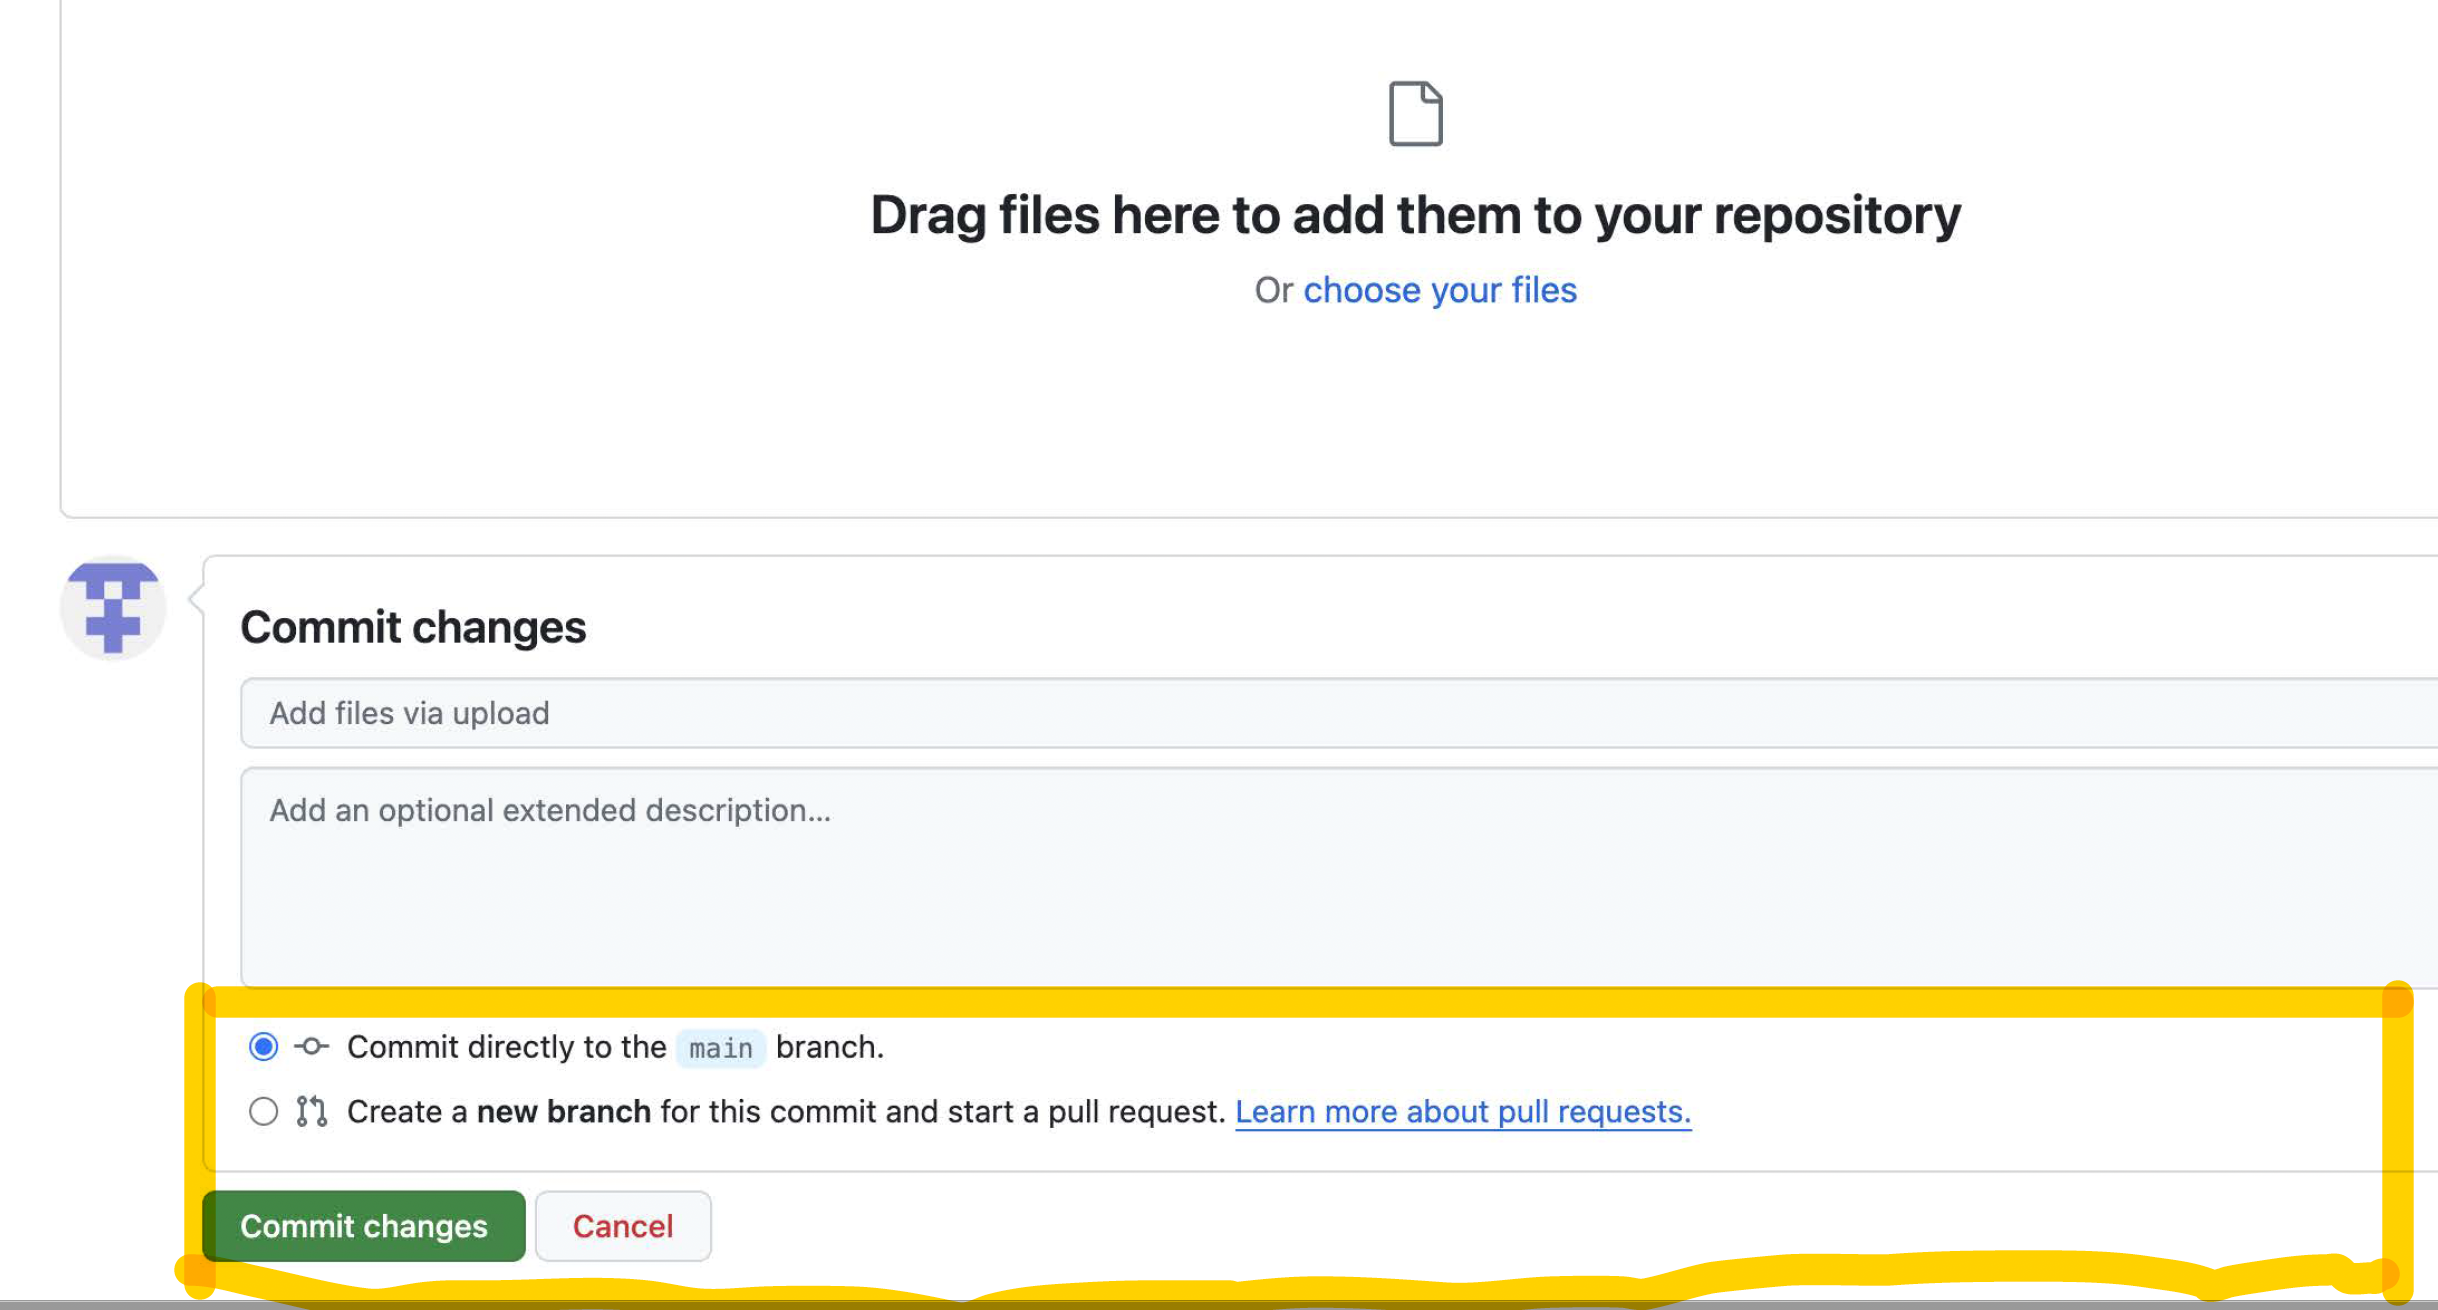 Drag files here to add them to your repository
Or choose your files
Commit changes
Add files via upload
Add an optional extended description...
Commit directly to the main branch.
Create a new branch for this commit and start a pull request. Learn more about pull requests.
Commit changes
Cancel